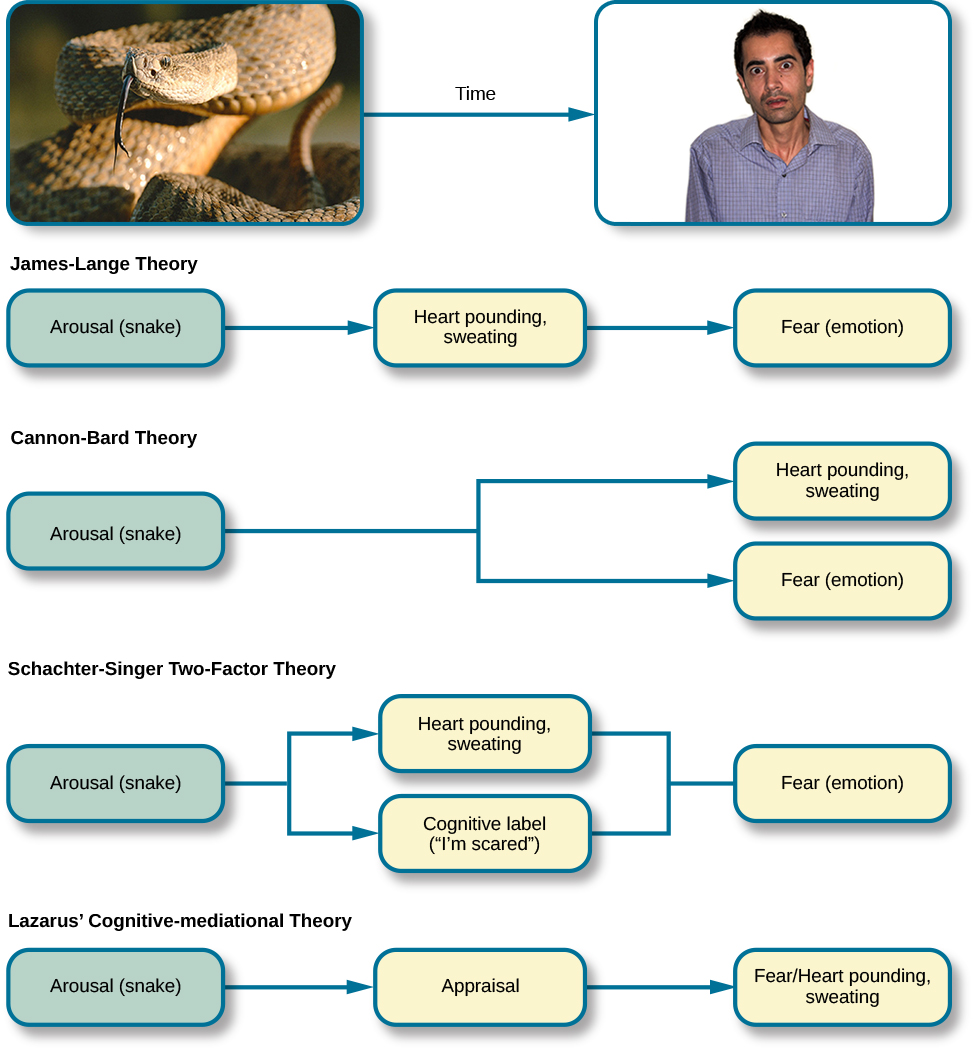 Time
James-Lange Theory
Arousal (snake)
Heart pounding,
sweating
Fear (emotion)
Cannon-Bard Theory
Arousal (snake)
Heart pounding,
sweating
Fear (emotion)
Schachter-Singer Two-Factor Theory
Arousal (snake)
Heart pounding,
sweating
Cognitive label
(“I’m scared”)
Fear (emotion)
Lazarus’ Cognitive-mediational Theory
Arousal (snake)
Appraisal
Fear/Heart pounding,
sweating